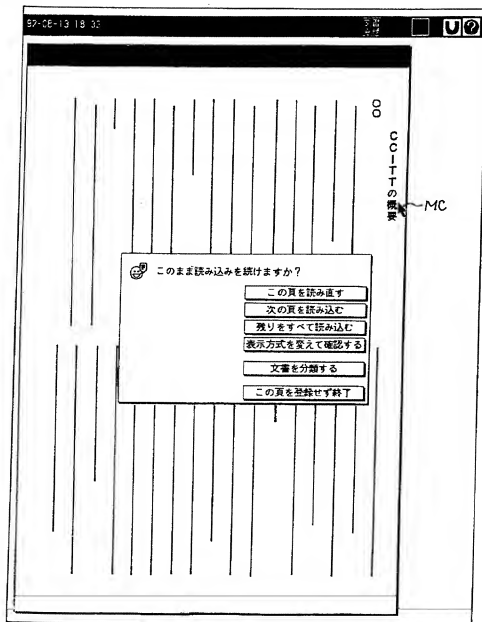 92-08-13 18:33
○○
CCITTの概要
MC
このまま読み込みを続けますか？
この頁を読み直す
次の頁を読み込む
残りをすべて読み込む
表示方式を変えて確認する
文書を分類する
この頁を登録せず終了